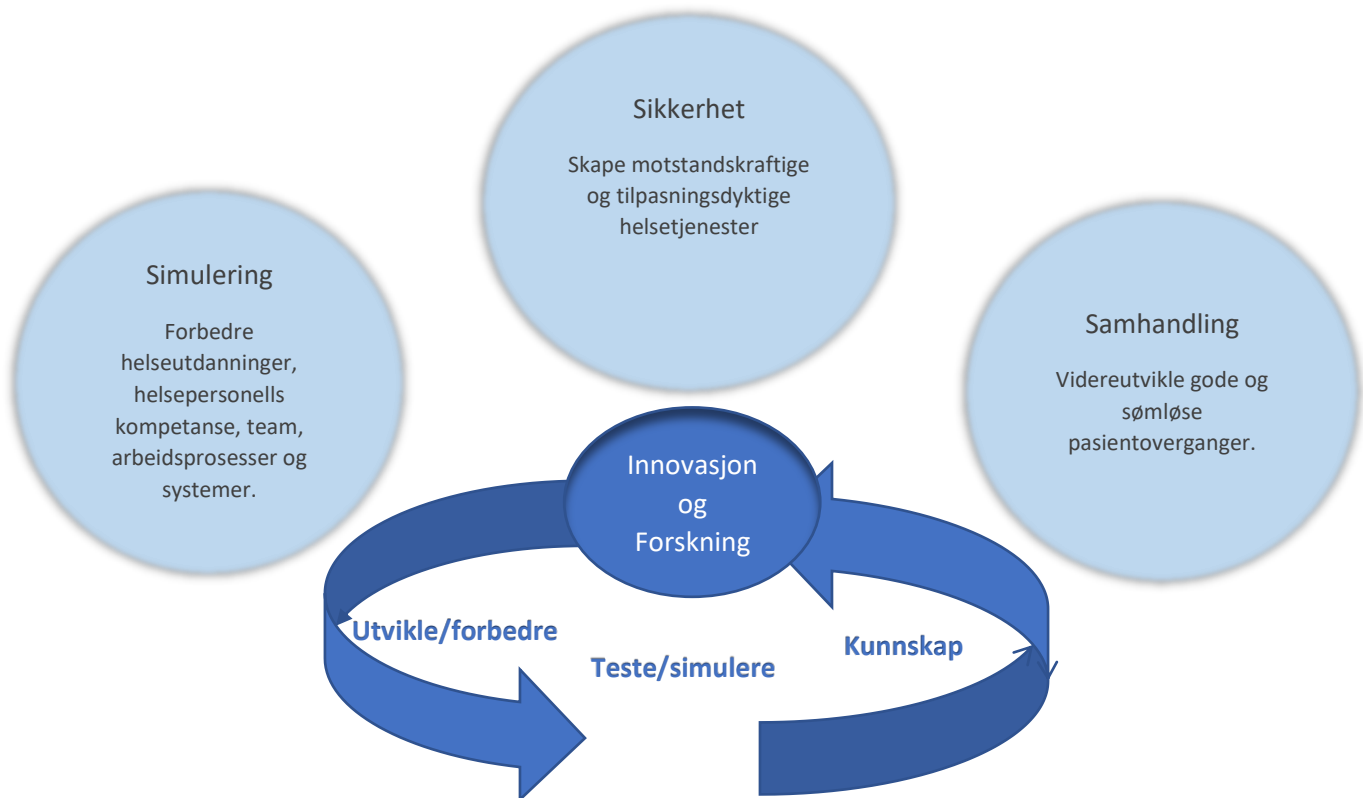 Sikkerhet
Skape motstandskraftige
og tilpasningsdyktige
helsetjenester
Simulering
Forbedre
helseutdanninger,
helsepersonells
kompetanse, team,
arbeidsprosesser og
systemer.
Samhandling
Videreutvikle gode og
sømløse
pasientoverganger.
Innovasjon
og
Forskning
Utvikle/forbedre
Teste/simulere
Kunnskap